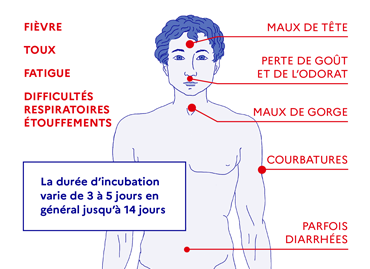 FIÈVRE
TOUX
FATIGUE
DIFFICULTÉS
RESPIRATOIRES
ÉTOUFFEMENTS
MAUX DE TÊTE
PERTE DE GOÛT
ET DE L'ODORAT
MAUX DE GORGE
COURBATURES
PARFOIS
DIARRHÉES
La durée d'incubation
varie de 3 à 5 jours en
général jusqu'à 14 jours